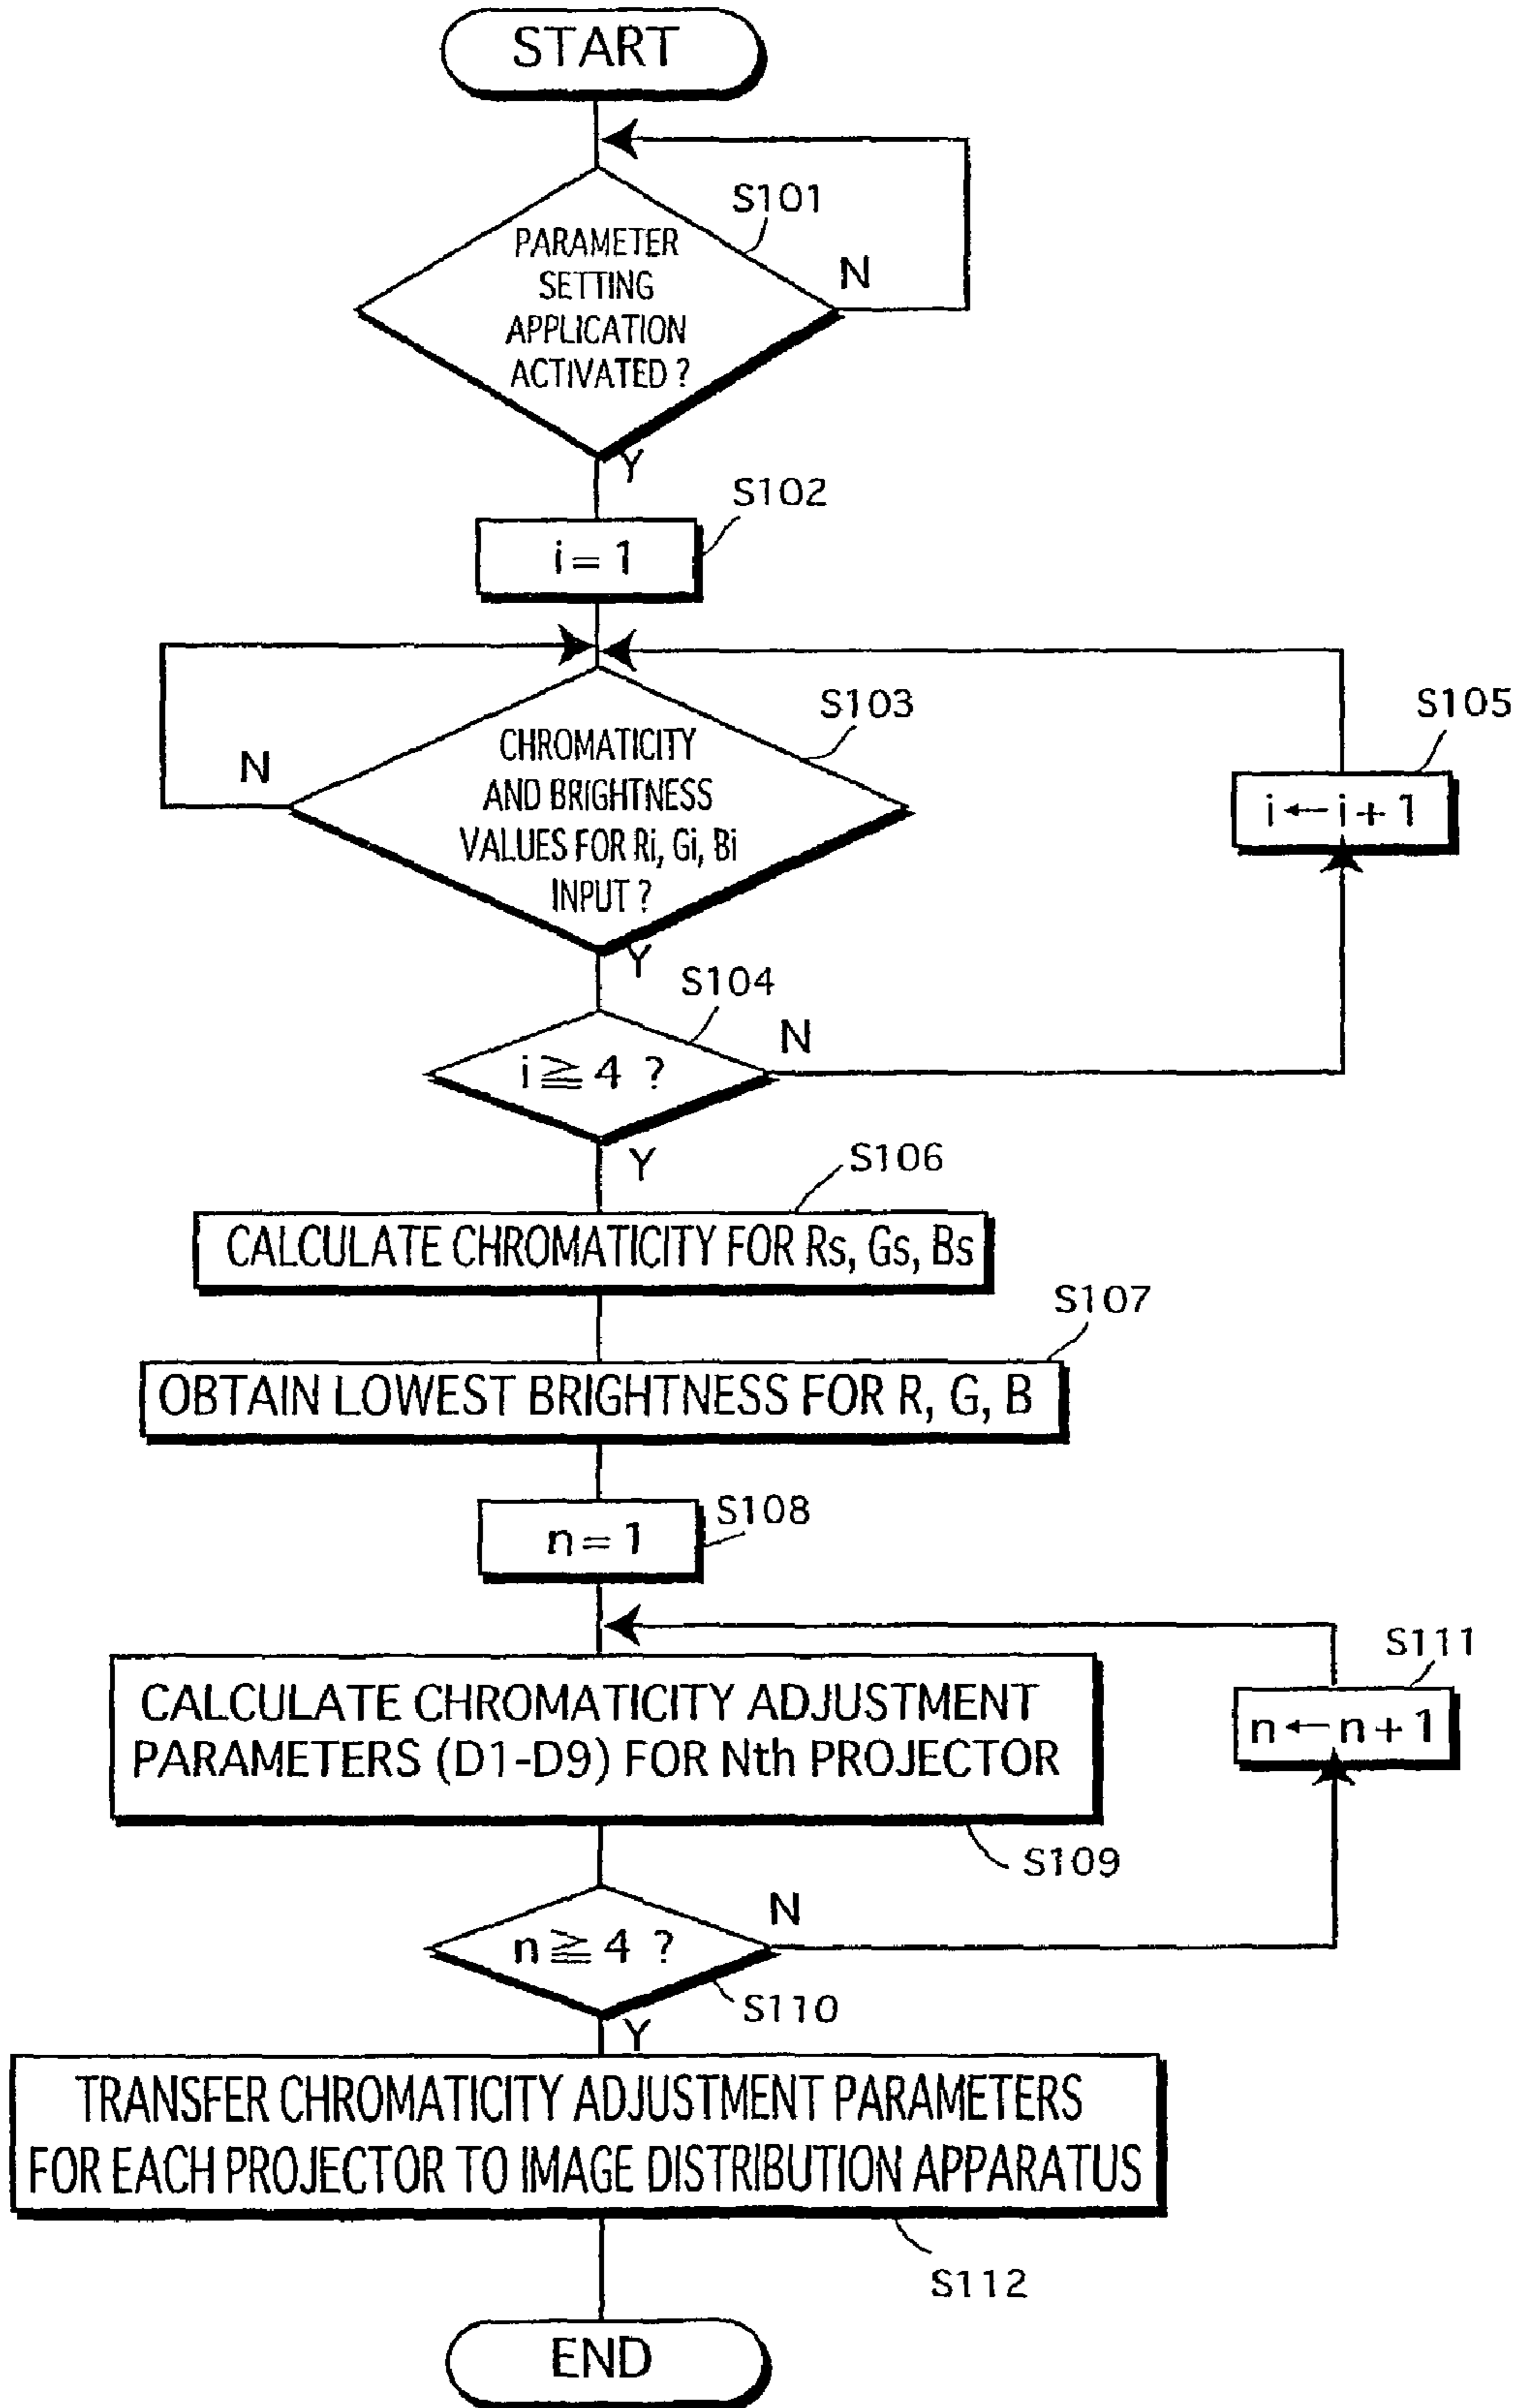 START
S101
PARAMETER
SETTING
APPLICATION
ACTIVATED ?
N
Y
S102
i = 1
S103
S105
CHROMATICITY
AND BRIGHTNESS
VALUES FOR Ri, Gi, Bi
INPUT ?
N
i ← i + 1
Y
S104
i ≧ 4 ?
N
Y
S106
CALCULATE CHROMATICITY FOR Rs, Gs, Bs
S107
OBTAIN LOWEST BRIGHTNESS FOR R, G, B
S108
n = 1
S111
CALCULATE CHROMATICITY ADJUSTMENT
PARAMETERS (D1-D9) FOR Nth PROJECTOR
n ← n + 1
S109
n ≧ 4 ?
N
S110
Y
TRANSFER CHROMATICITY ADJUSTMENT PARAMETERS
FOR EACH PROJECTOR TO IMAGE DISTRIBUTION APPARATUS
S112
END